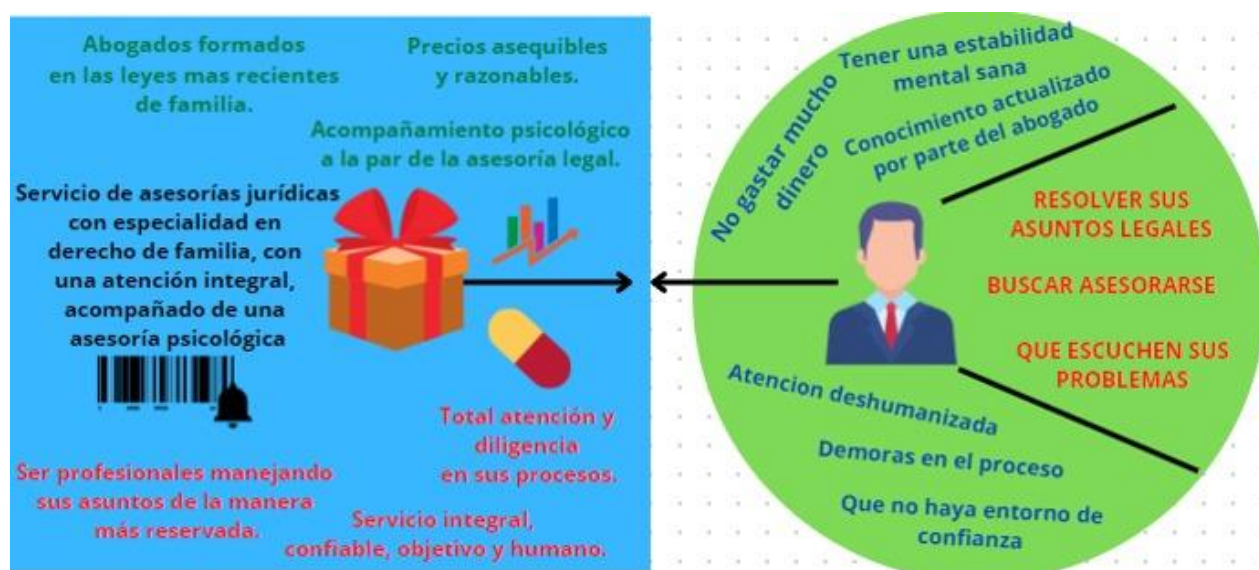 Abogados formados
en las leyes mas recientes
de familia.
Precios asequibles
y razonables.
Acompañamiento psicológico
a la par de la asesoría legal.
Servicio de asesorías jurídicas
con especialidad en
derecho de familia, con
una atención integral,
acompañado de una
asesoría psicológica
Total atención y
diligencia
en sus procesos.
Ser profesionales manejando
sus asuntos de la manera
más reservada.
Servicio integral,
confiable, objetivo y humano.
No gastar mucho
dinero
Tener una estabilidad
mental sana
Conocimiento actualizado
por parte del abogado
RESOLVER SUS
ASUNTOS LEGALES
BUSCAR ASESORARSE
QUE ESCUCHEN SUS
PROBLEMAS
Atencion deshumanizada
Demoras en el proceso
Que no haya entorno de
confianza